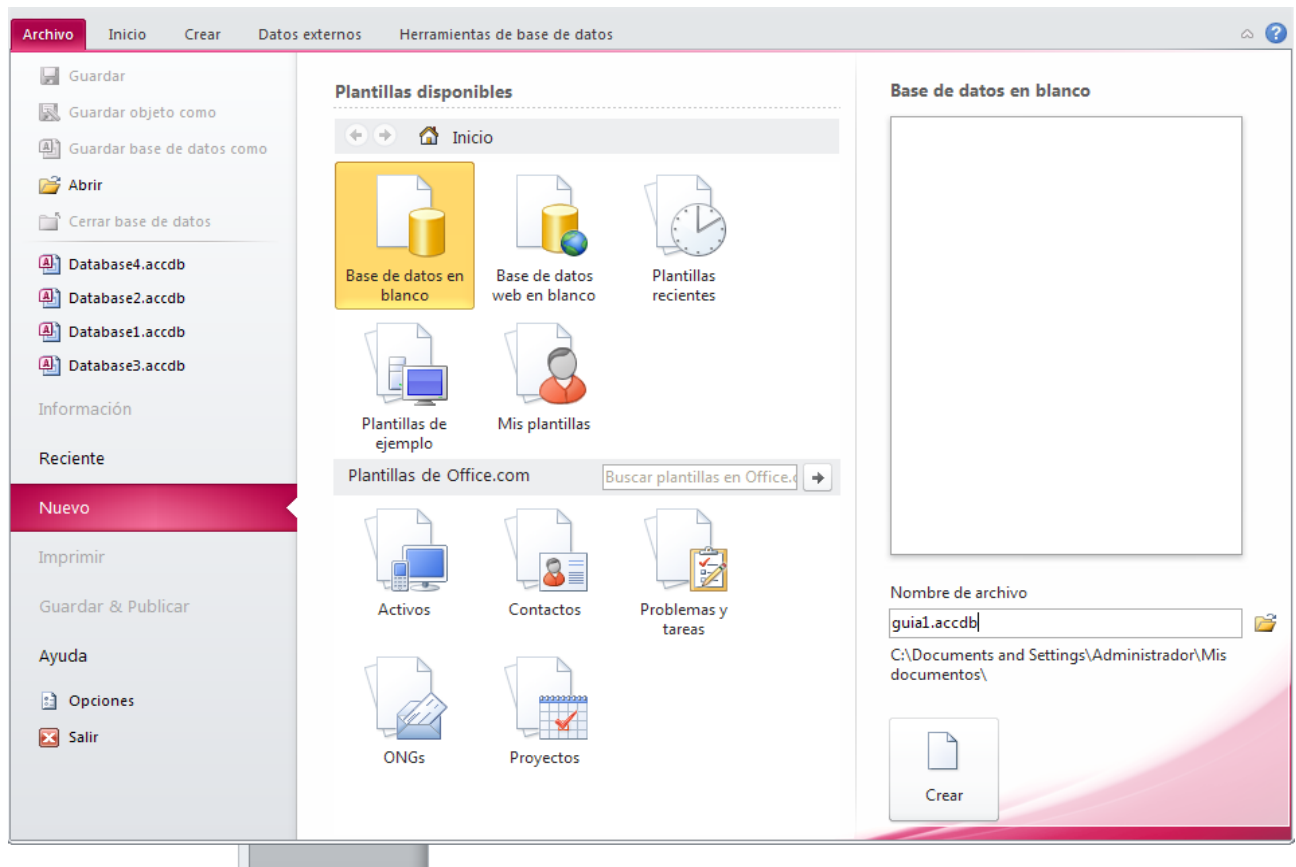 Archivo Inicio Crear Datos externos Herramientas de base de datos
Guardar
Guardar objeto como
Guardar base de datos como
Abrir
Cerrar base de datos
Database4.accdb
Database2.accdb
Database1.accdb
Database3.accdb
Información
Reciente
Nuevo
Imprimir
Guardar & Publicar
Ayuda
Opciones
Salir
Plantillas disponibles
Inicio
Base de datos en
blanco
Base de datos
web en blanco
Plantillas
recientes
Plantillas de
ejemplo
Mis plantillas
Plantillas de Office.com
Buscar plantillas en Office.c
Activos
Contactos
Problemas y
tareas
ONGs
Proyectos
Base de datos en blanco
Nombre de archivo
guia1.accdb
C:\Documents and Settings\Administrador\Mis
documentos\
Crear